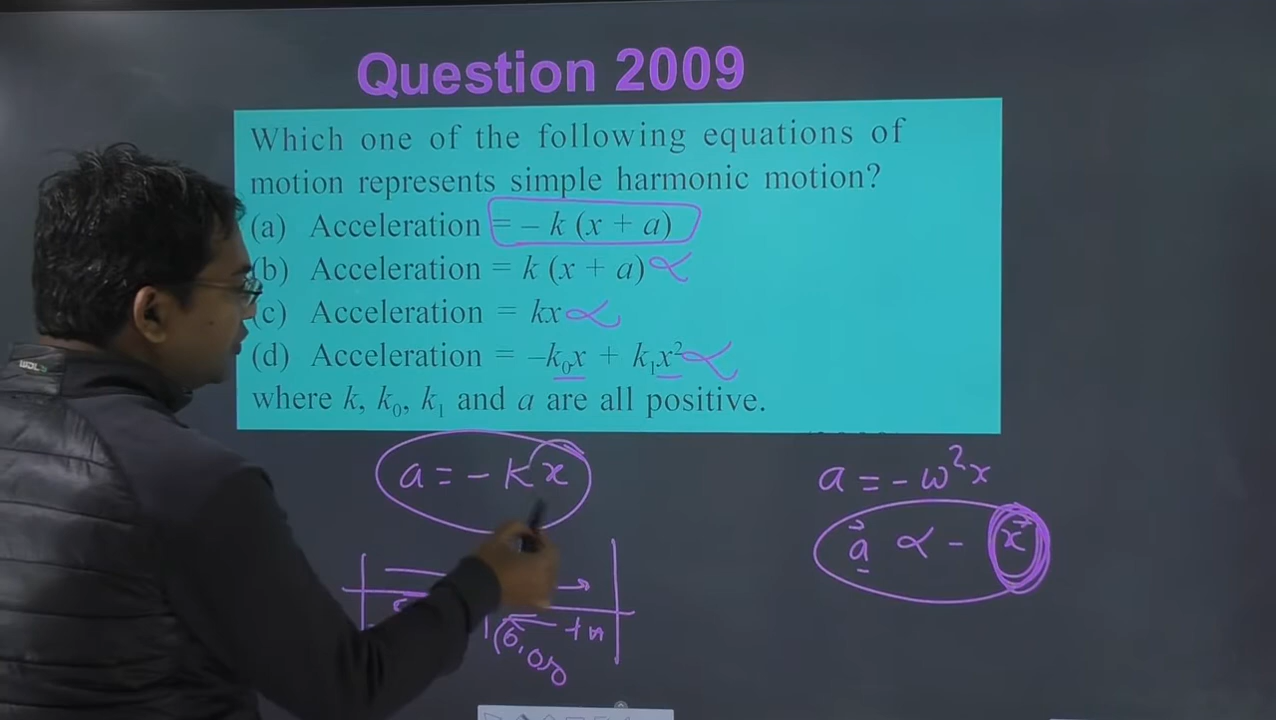 Question 2009
Which one of the following equations of
motion represents simple harmonic motion?
(a) Acceleration = – k (x + a)
(b) Acceleration = k (x + a)
(c) Acceleration = kx
(d) Acceleration = –k₀x + k₁x²
where k, k₀, k₁ and a are all positive.
a = – K x
a = – ω²x
a⃗ ∝ – x⃗